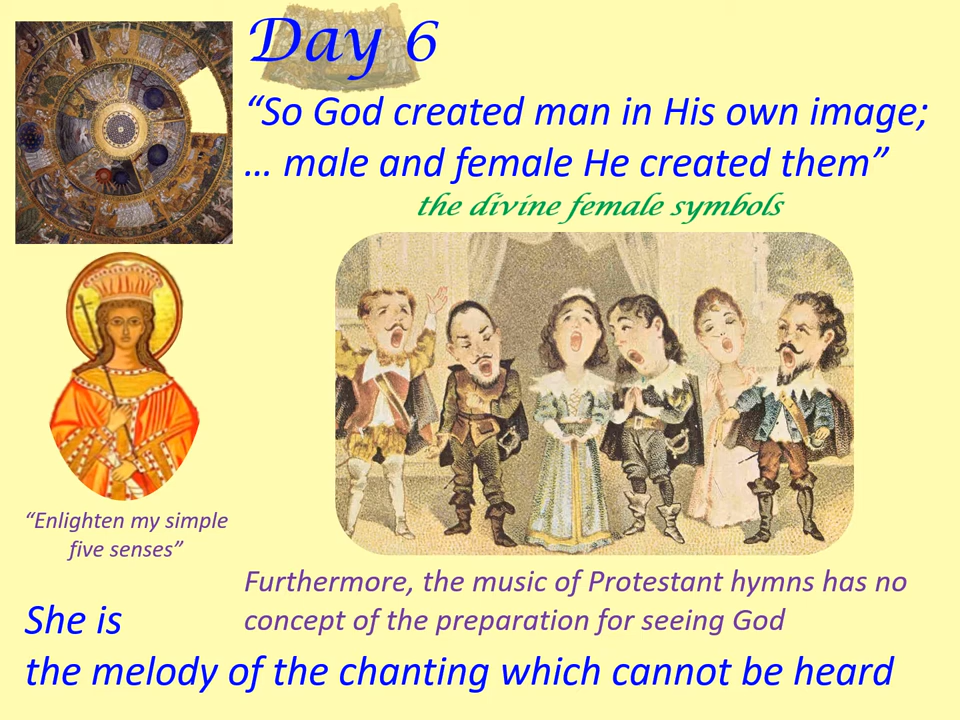 Day 6
“So God created man in His own image;
… male and female He created them”
the divine female symbols
“Enlighten my simple
five senses”
Furthermore, the music of Protestant hymns has no
concept of the preparation for seeing God
She is
the melody of the chanting which cannot be heard